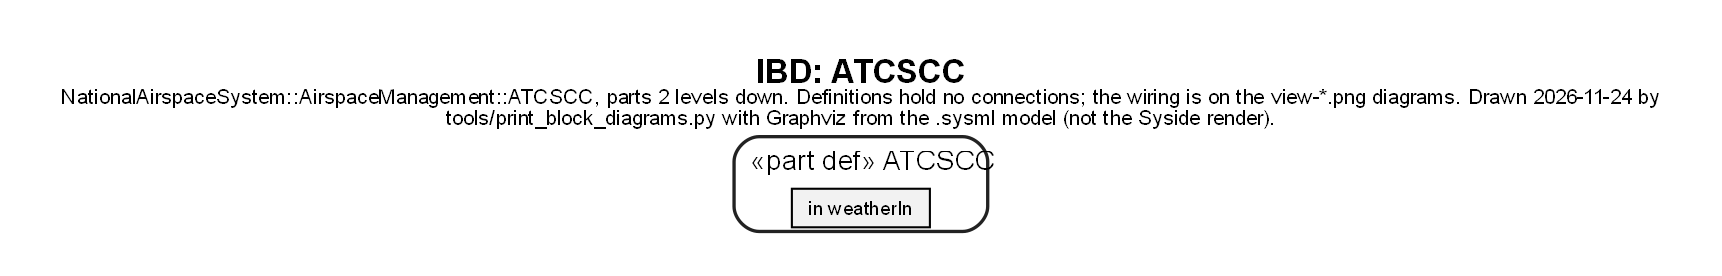 IBD: ATCSCC
NationalAirspaceSystem::AirspaceManagement::ATCSCC, parts 2 levels down. Definitions hold no connections; the wiring is on the view-*.png diagrams. Drawn 2026-11-24 by
tools/print_block_diagrams.py with Graphviz from the .sysml model (not the Syside render).
«part def» ATCSCC
in weatherIn